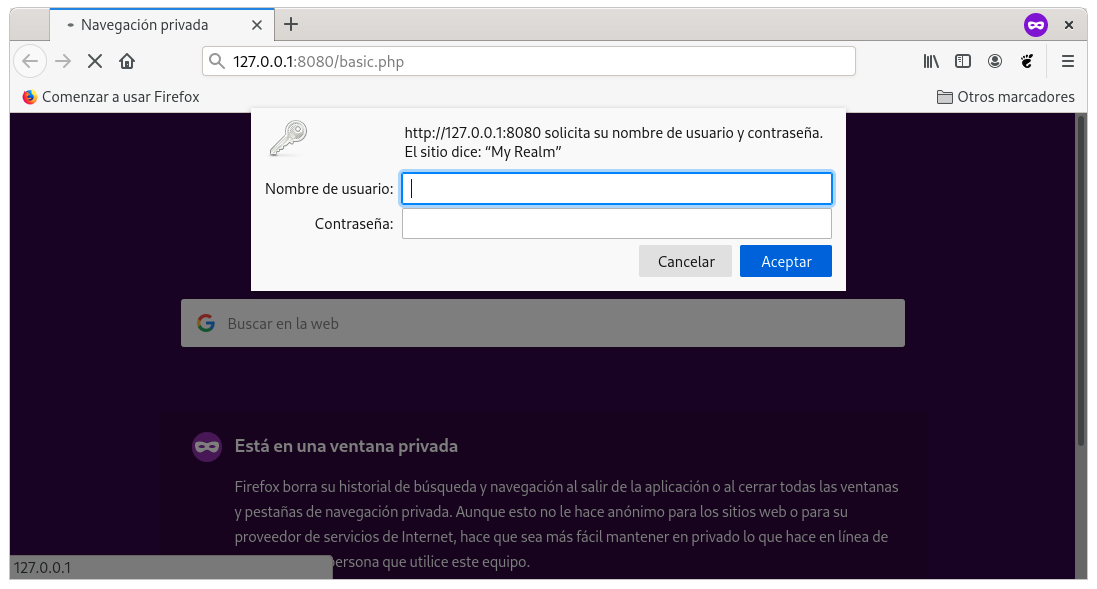 Navegación privada
127.0.0.1:8080/basic.php
Comenzar a usar Firefox
Otros marcadores
http://127.0.0.1:8080 solicita su nombre de usuario y contraseña.
El sitio dice: “My Realm”
Nombre de usuario:
Contraseña:
Cancelar
Aceptar
Buscar en la web
Está en una ventana privada
Firefox borra su historial de búsqueda y navegación al salir de la aplicación o al cerrar todas las ventanas
y pestañas de navegación privada. Aunque esto no le hace anónimo para los sitios web o para su
proveedor de servicios de Internet, hace que sea más fácil mantener en privado lo que hace en línea de
que utilice este equipo.
127.0.0.1